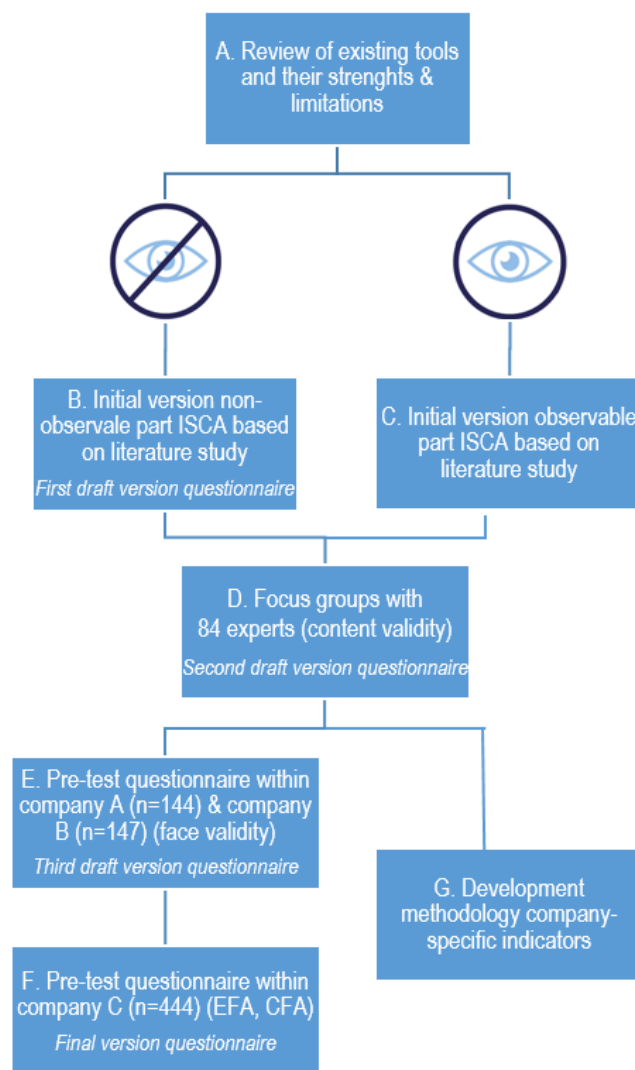 A. Review of existing tools
and their strenghts &
limitations
B. Initial version non-
observale part ISCA based
on literature study
First draft version questionnaire
C. Initial version observable
part ISCA based on
literature study
D. Focus groups with
84 experts (content validity)
Second draft version questionnaire
E. Pre-test questionnaire within
company A (n=144) & company
B (n=147) (face validity)
Third draft version questionnaire
G. Development
methodology company-
specific indicators
F. Pre-test questionnaire within
company C (n=444) (EFA, CFA)
Final version questionnaire